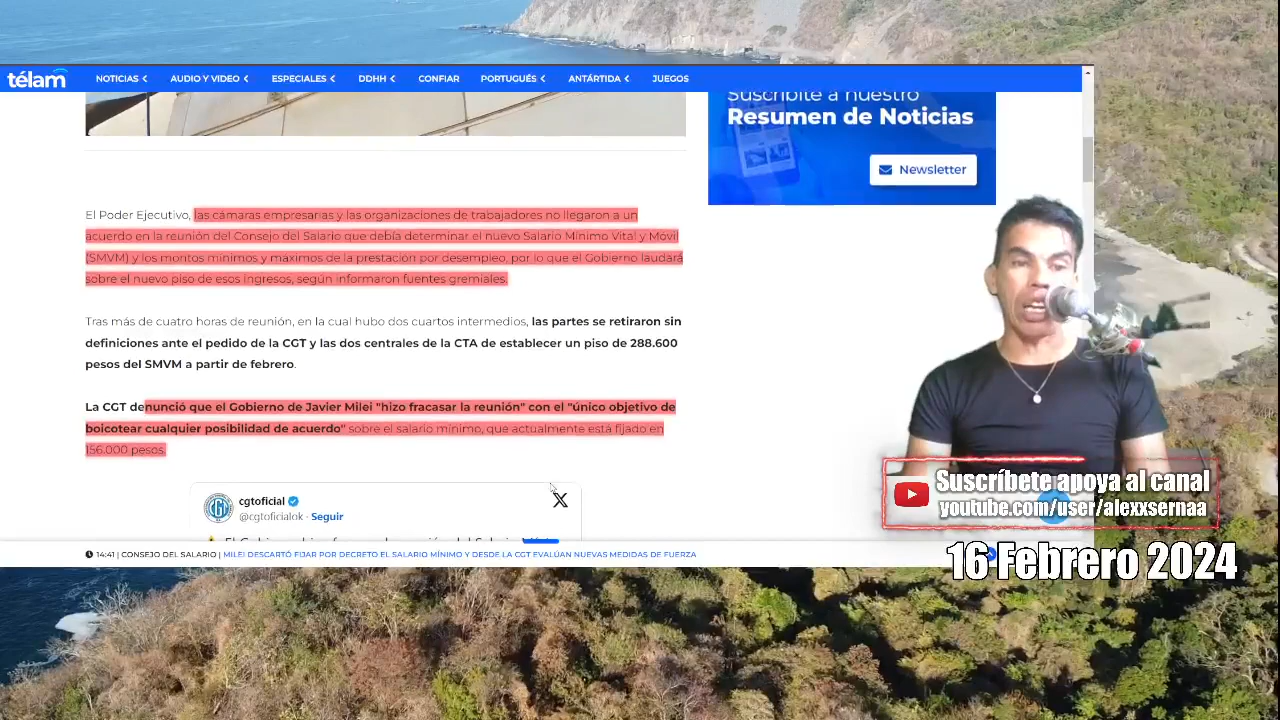 télam
NOTICIAS AUDIO Y VIDEO ESPECIALES DDHH CONFIAR PORTUGUÉS ANTÁRTIDA JUEGOS
Suscribite a nuestro
Resumen de Noticias
Newsletter
El Poder Ejecutivo, las cámaras empresarias y las organizaciones de trabajadores no llegaron a un
acuerdo en la reunión del Consejo del Salario que debía determinar el nuevo Salario Mínimo Vital y Móvil
(SMVM) y los montos mínimos y máximos de la prestación por desempleo, por lo que el Gobierno laudará
sobre el nuevo piso de esos ingresos, según informaron fuentes gremiales.
Tras más de cuatro horas de reunión, en la cual hubo dos cuartos intermedios, las partes se retiraron sin
definiciones ante el pedido de la CGT y las dos centrales de la CTA de establecer un piso de 288.600
pesos del SMVM a partir de febrero.
La CGT denunció que el Gobierno de Javier Milei "hizo fracasar la reunión" con el "único objetivo de
boicotear cualquier posibilidad de acuerdo" sobre el salario mínimo, que actualmente está fijado en
156.000 pesos.
cgtoficial
@cgtoficialok · Seguir
14:41 | CONSEJO DEL SALARIO | MILEI DESCARTÓ FIJAR POR DECRETO EL SALARIO MÍNIMO Y DESDE LA CGT EVALÚAN NUEVAS MEDIDAS DE FUERZA
Suscríbete apoya al canal
youtube.com/user/alexxsernaa
16 Febrero 2024